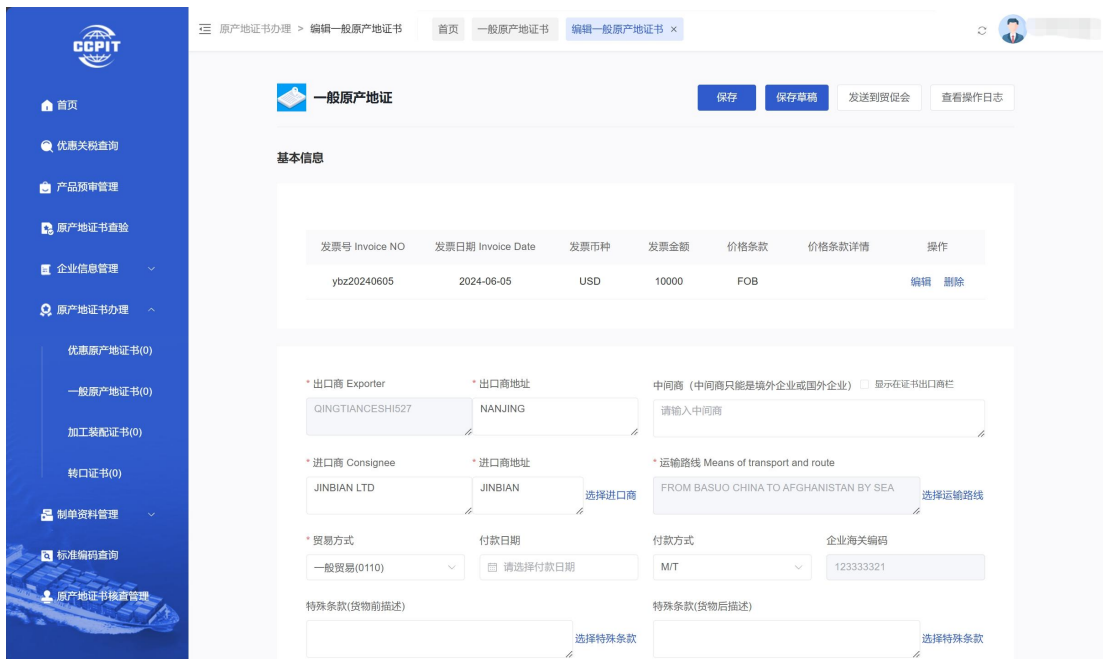 CCPIT
原产地证书办理 > 编辑一般原产地证书 首页 一般原产地证书 编辑一般原产地证书 ×
首页
优惠关税查询
产品预审管理
原产地证书查验
企业信息管理
原产地证书办理
优惠原产地证书(0)
一般原产地证书(0)
加工装配证书(0)
转口证书(0)
制单资料管理
标准编码查询
原产地证书核查管理
一般原产地证 保存 保存草稿 发送到贸促会 查看操作日志
基本信息
发票号 Invoice NO 发票日期 Invoice Date 发票币种 发票金额 价格条款 价格条款详情 操作
ybz20240605 2024-06-05 USD 10000 FOB 编辑 删除
* 出口商 Exporter * 出口商地址 中间商（中间商只能是境外企业或国外企业） 显示在证书出口商栏
QINGTIANCESHI527 NANJING 请输入中间商
* 进口商 Consignee * 进口商地址 * 运输路线 Means of transport and route
JINBIAN LTD JINBIAN 选择进口商 FROM BASUO CHINA TO AFGHANISTAN BY SEA 选择运输路线
* 贸易方式 付款日期 付款方式 企业海关编码
一般贸易(0110) 请选择付款日期 M/T 123333321
特殊条款(货物前描述) 特殊条款(货物后描述)
选择特殊条款 选择特殊条款